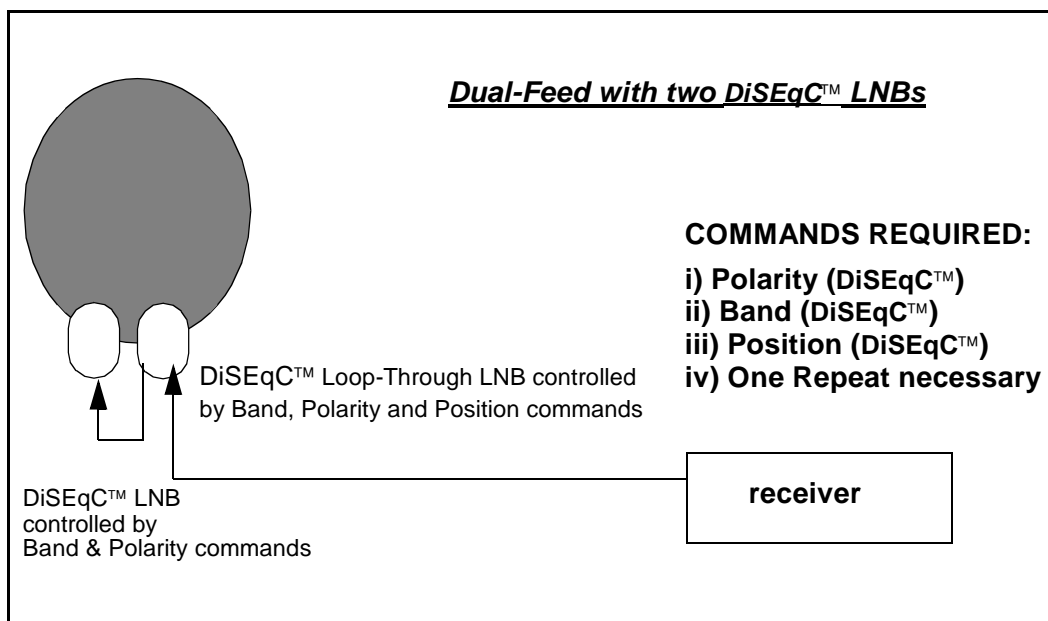 Dual-Feed with two DiSEqC™ LNBs
COMMANDS REQUIRED:
i) Polarity (DiSEqC™)
ii) Band (DiSEqC™)
iii) Position (DiSEqC™)
iv) One Repeat necessary
DiSEqC™ Loop-Through LNB controlled
by Band, Polarity and Position commands
receiver
DiSEqC™ LNB
controlled by
Band & Polarity commands